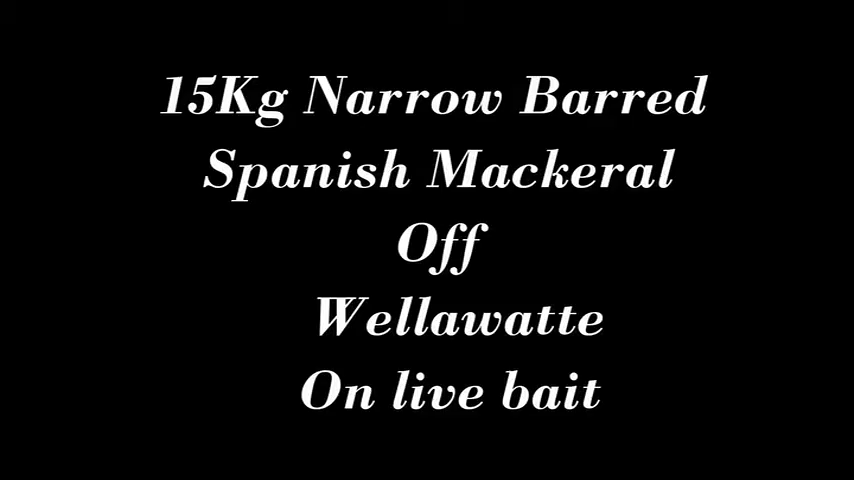 15Kg Narrow Barred
Spanish Mackeral
Off
Wellawatte
On live bait